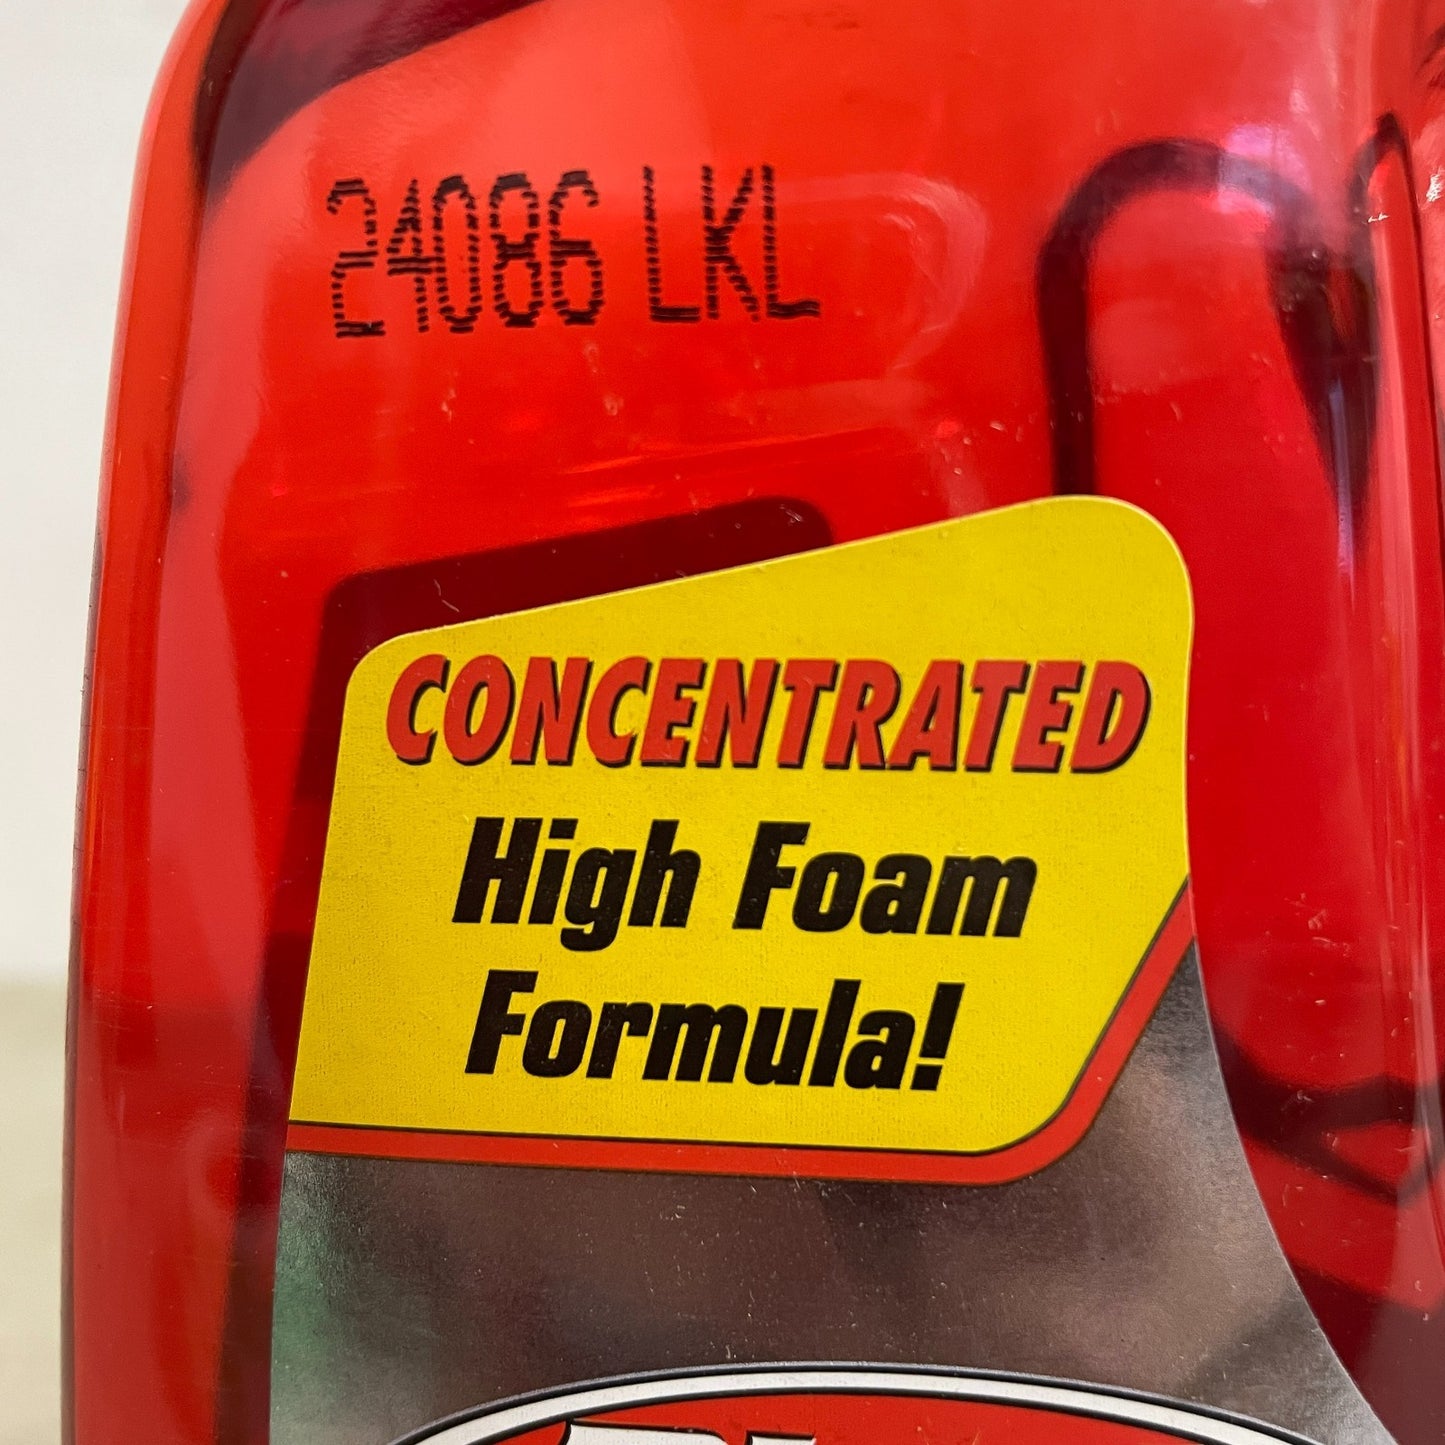 24086 LKL
CONCENTRATED
High Foam
Formula!